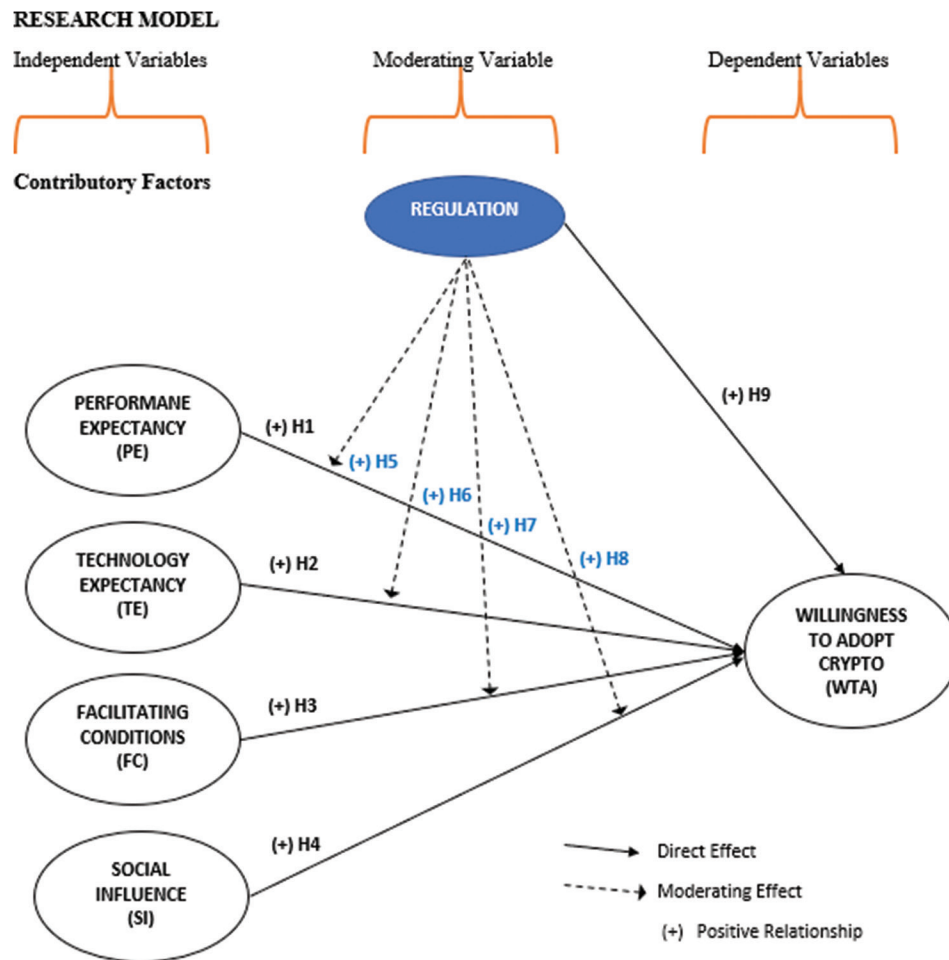 RESEARCH MODEL
Independent Variables
Moderating Variable
Dependent Variables
Contributory Factors
REGULATION
(+) H9
PERFORMANE
EXPECTANCY
(PE)
(+) H1
(+) H5
(+) H6
(+) H7
(+) H8
TECHNOLOGY
EXPECTANCY
(TE)
(+) H2
WILLINGNESS
TO ADOPT
CRYPTO
(WTA)
FACILITATING
CONDITIONS
(FC)
(+) H3
SOCIAL
INFLUENCE
(SI)
(+) H4
Direct Effect
Moderating Effect
(+) Positive Relationship